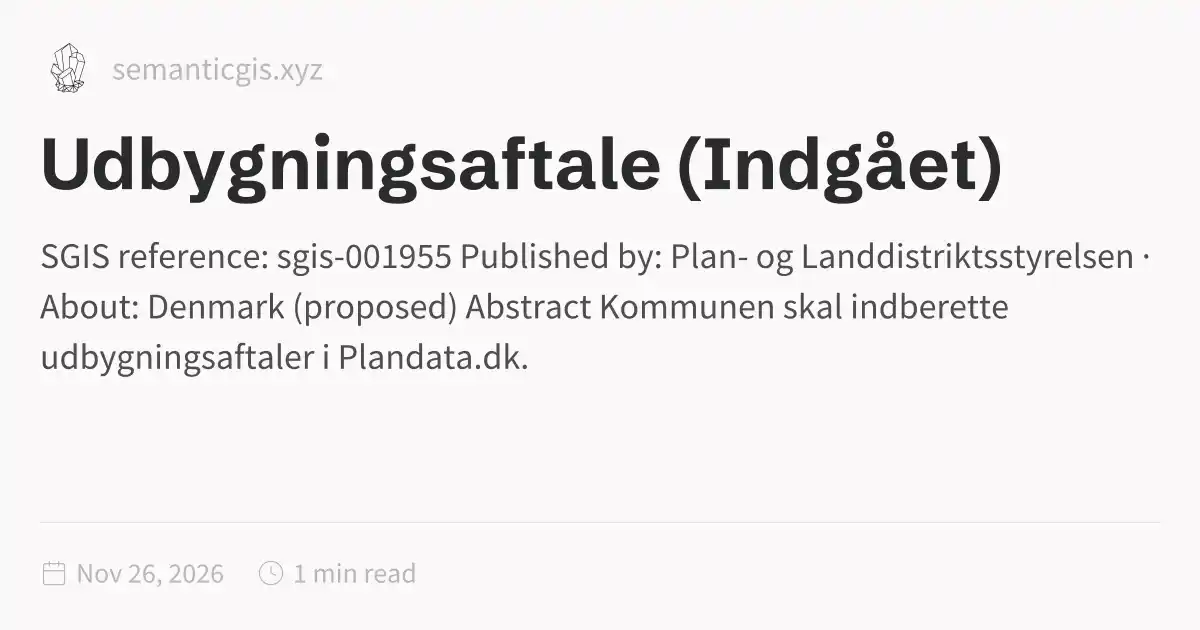 semanticgis.xyz
Udbygningsaftale (Indgået)
SGIS reference: sgis-001955 Published by: Plan- og Landdistriktsstyrelsen ·
About: Denmark (proposed) Abstract Kommunen skal indberette
udbygningsaftaler i Plandata.dk.
Nov 26, 2026 1 min read